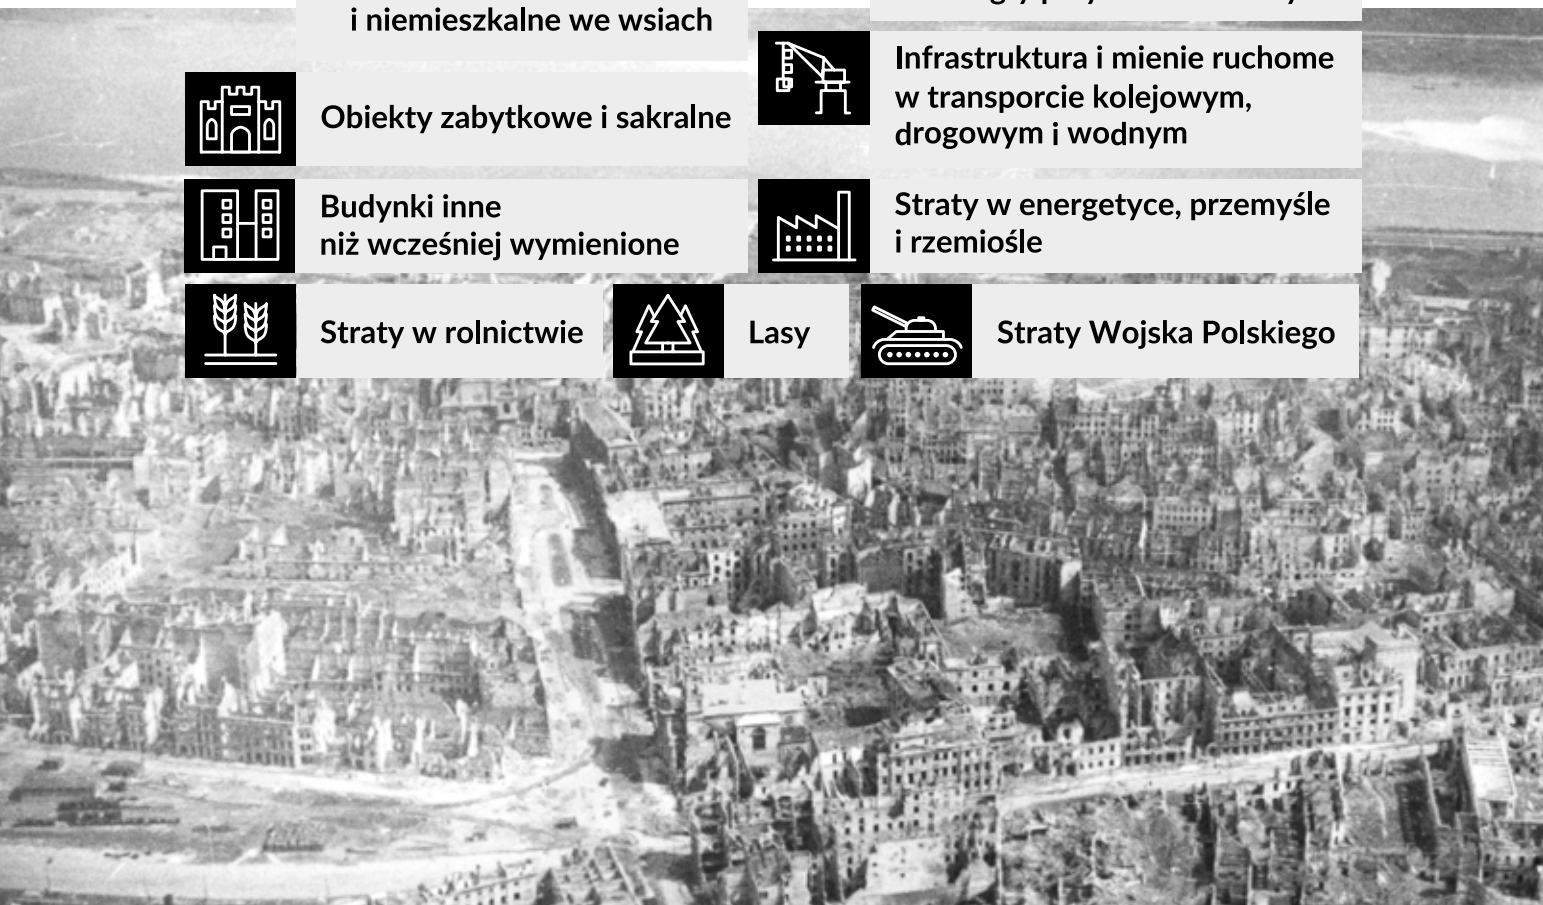 i niemieszkalne we wsiach
Obiekty zabytkowe i sakralne
Budynki inne
niż wcześniej wymienione
Infrastruktura i mienie ruchome
w transporcie kolejowym,
drogowym i wodnym
Straty w energetyce, przemyśle
i rzemiośle
Straty w rolnictwie
Lasy
Straty Wojska Polskiego